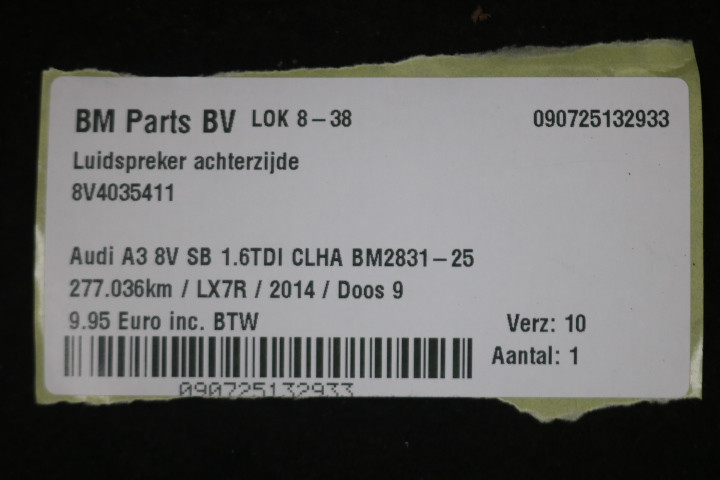 BM Parts BV LOK 8-38 090725132933
Luidspreker achterzijde
8V4035411
Audi A3 8V SB 1.6TDI CLHA BM2831-25
277.036km / LX7R / 2014 / Doos 9
9.95 Euro inc. BTW Verz: 10
Aantal: 1
090725132933